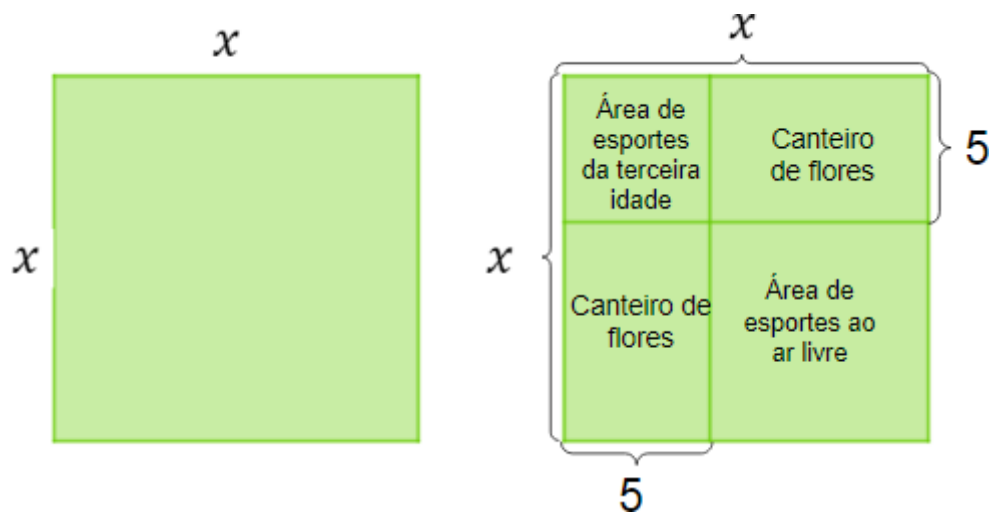 x
x
x
Área de
esportes
da terceira
idade
Canteiro
de flores
5
x
Canteiro de
flores
Área de
esportes ao
ar livre
5